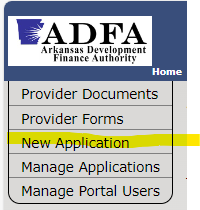 ADFA
Arkansas Development
Finance Authority
Home
Provider Documents
Provider Forms
New Application
Manage Applications
Manage Portal Users